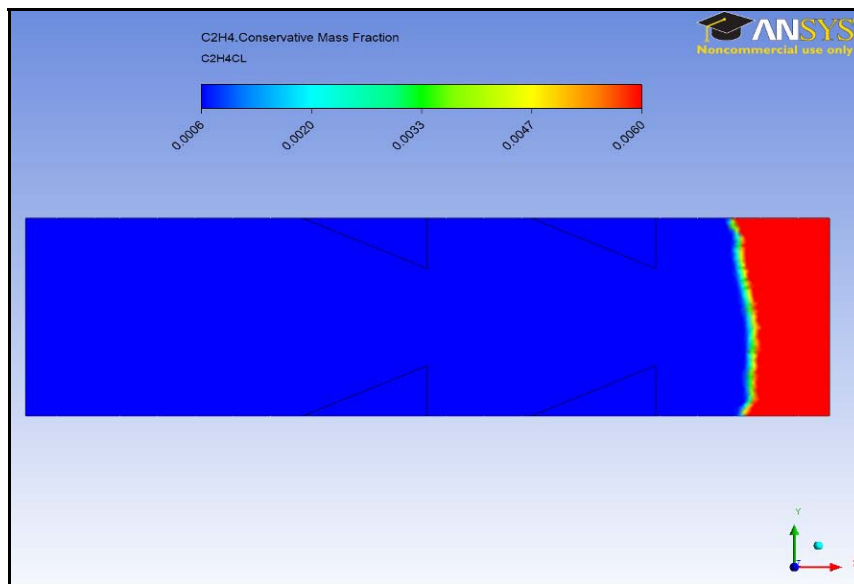 C2H4.Conservative Mass Fraction
C2H4CL
ANSYS
Noncommercial use only
0.0006
0.0020
0.0033
0.0047
0.0060
Y